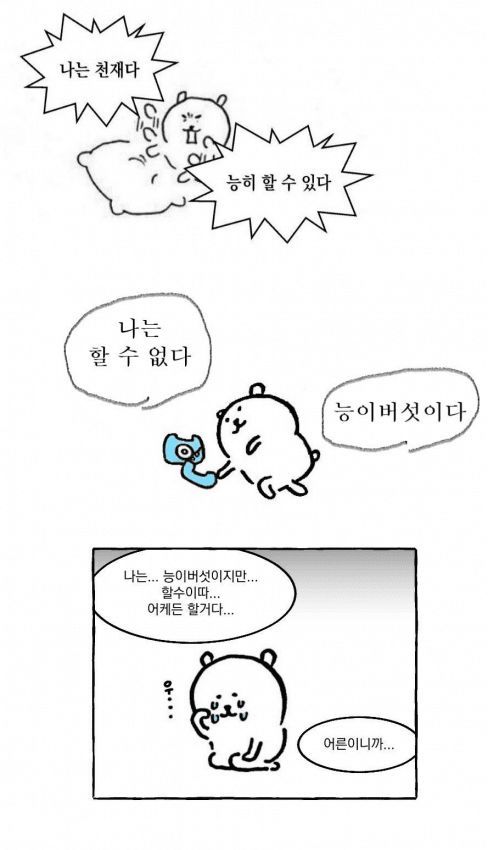 나는 천재다
능히 할 수 있다
나는
할 수 없다
능이버섯이다
나는... 능이버섯이지만...
할수이따...
어케든 할거다...
우....
어른이니까...